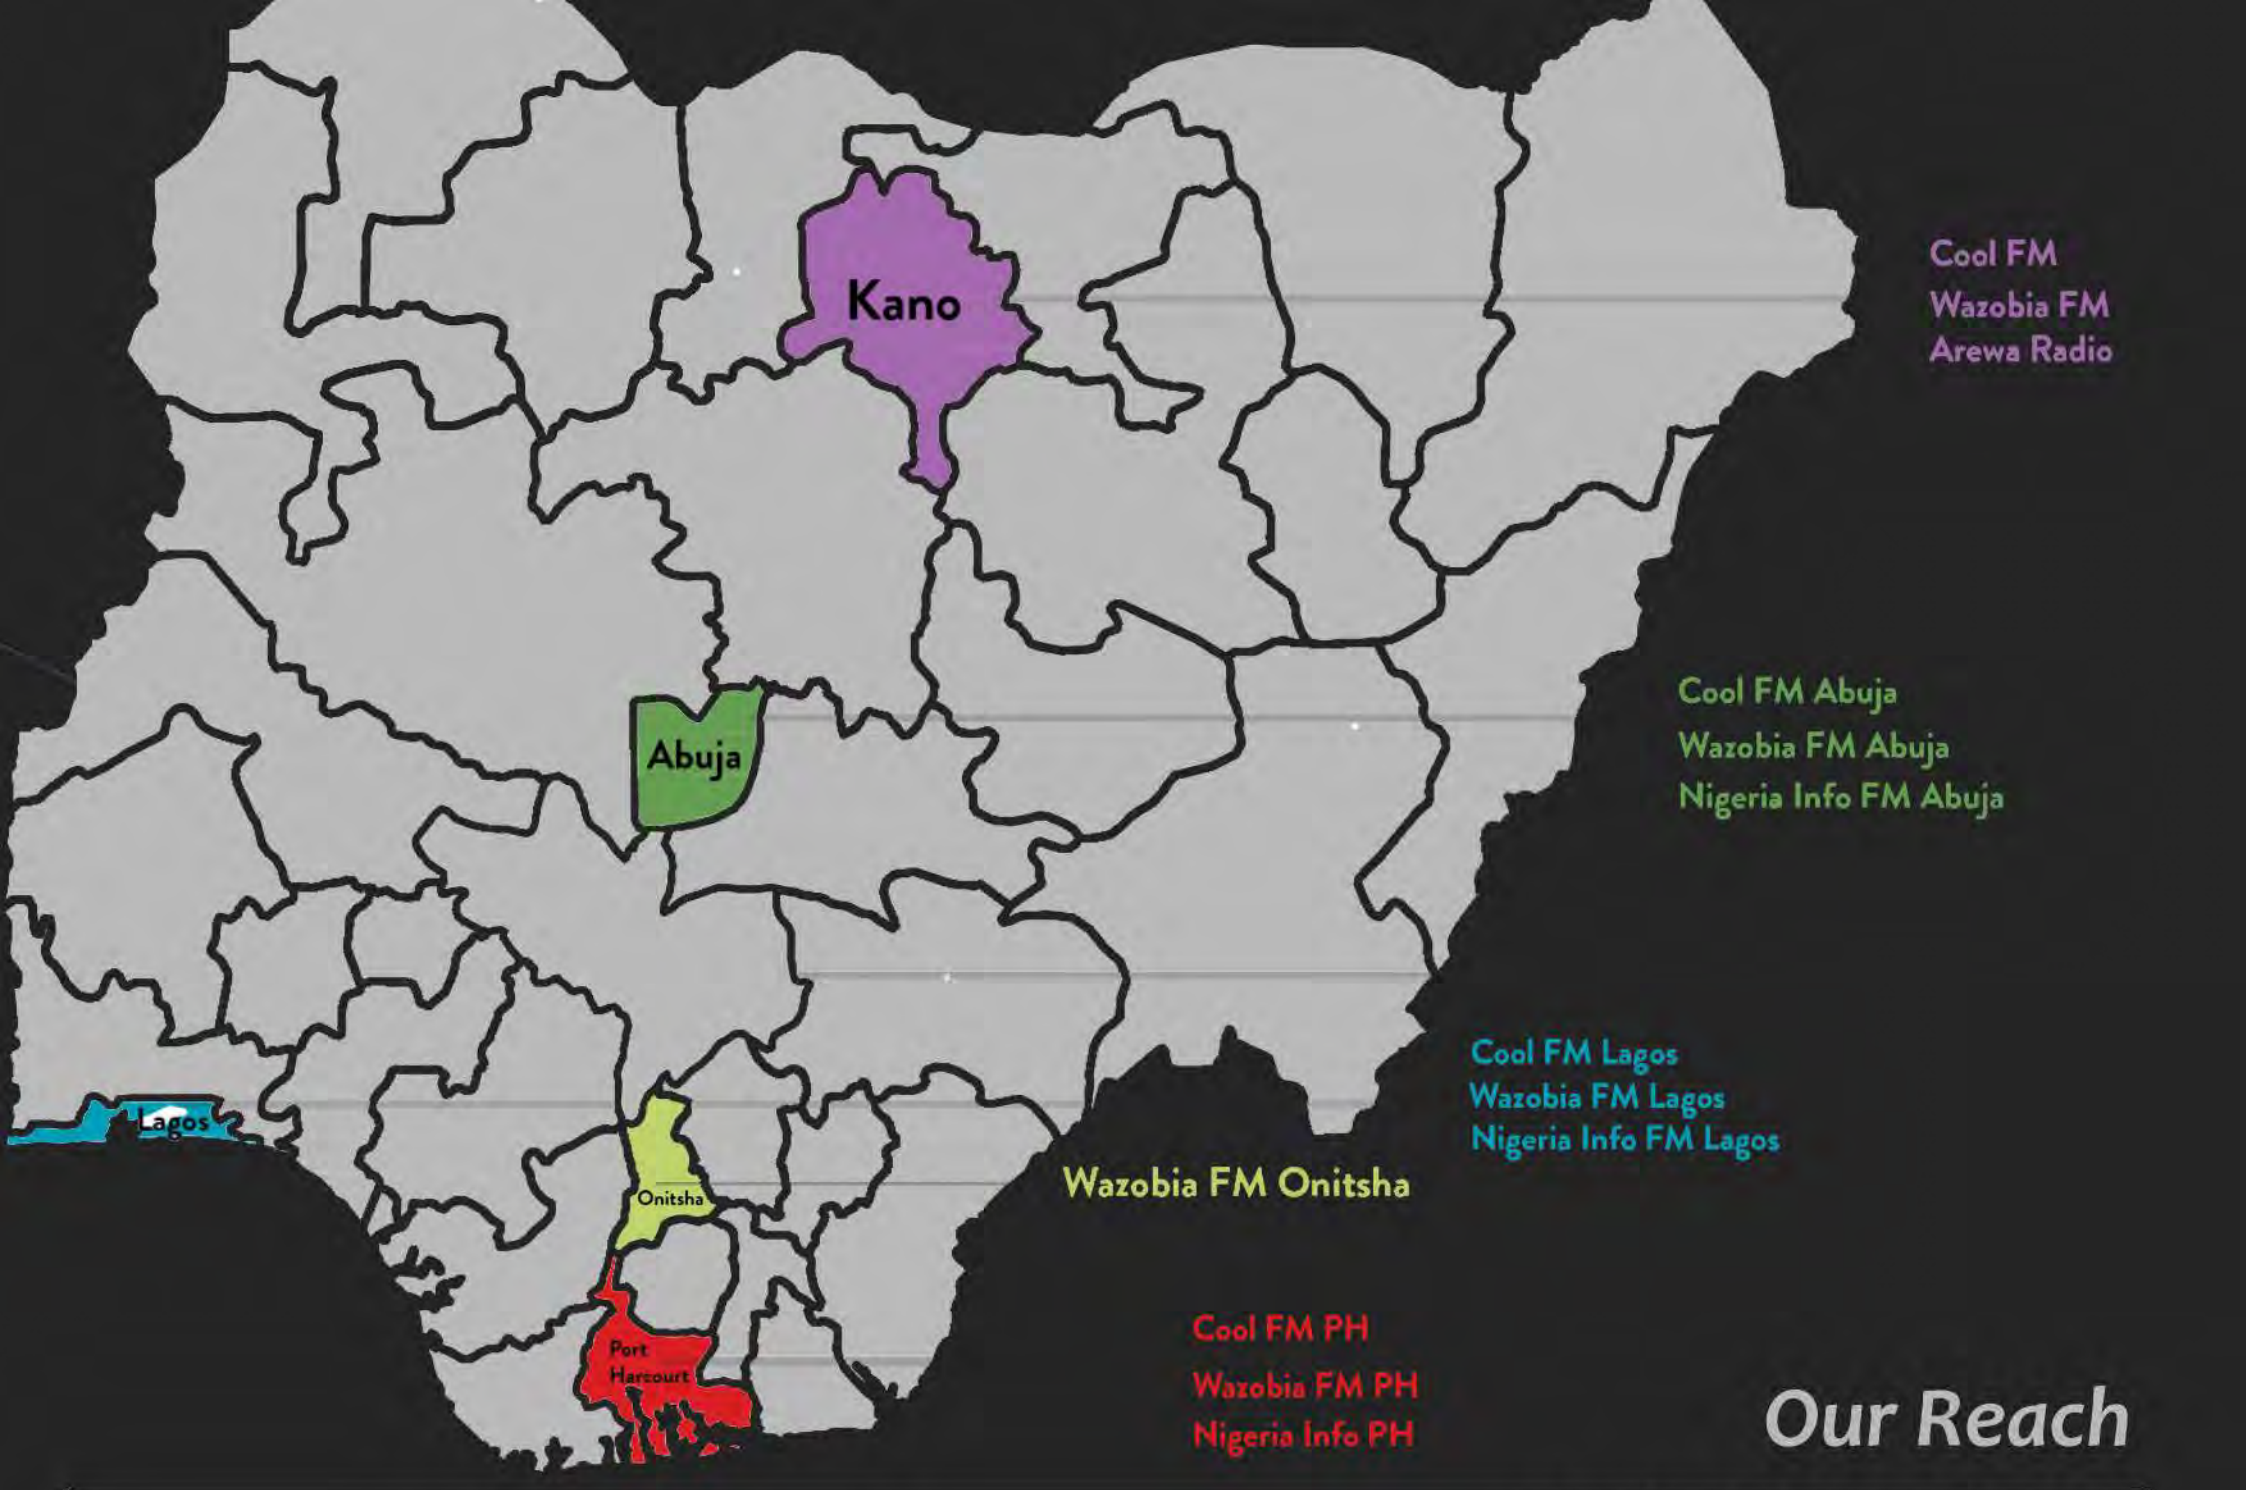 Kano
Cool FM
Wazobia FM
Arewa Radio
Abuja
Cool FM Abuja
Wazobia FM Abuja
Nigeria Info FM Abuja
Lagos
Cool FM Lagos
Wazobia FM Lagos
Nigeria Info FM Lagos
Onitsha
Wazobia FM Onitsha
Port
Harcourt
Cool FM PH
Wazobia FM PH
Nigeria Info PH
Our Reach